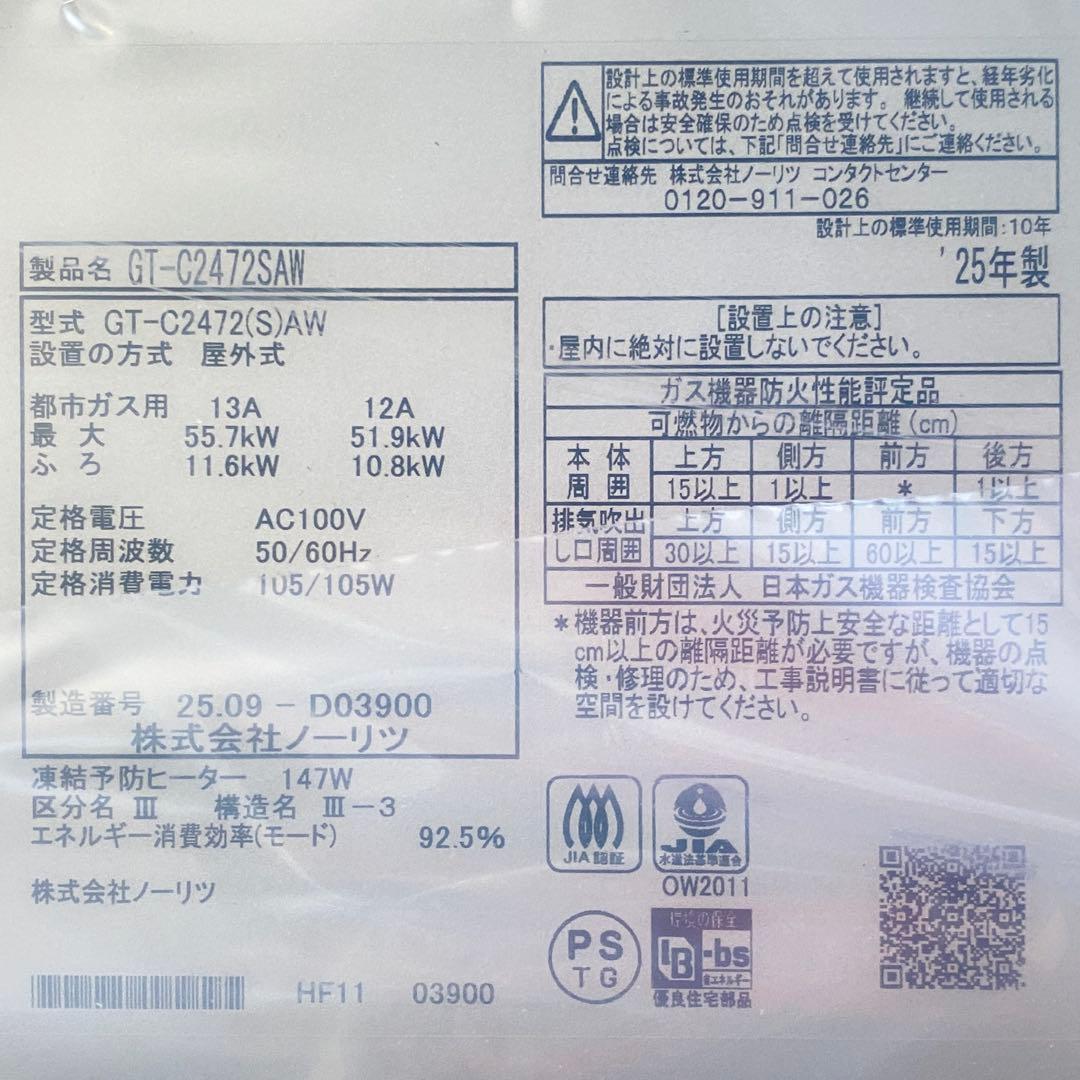 設計上の標準使用期間を超えて使用されますと、経年劣化
による事故発生のおそれがあります。 継続して使用される
場合は安全確保のため点検を受けてください。
点検については、下記「問合せ連絡先」にご連絡ください。
問合せ連絡先 株式会社ノーリツ コンタクトセンター
0120-911-026
設計上の標準使用期間:10年
'25年製
製品名 GT-C2472SAW
型式 GT-C2472(S)AW
設置の方式 屋外式
都市ガス用 13A 12A
最 大 55.7kW 51.9kW
ふ ろ 11.6kW 10.8kW
定格電圧 AC100V
定格周波数 50/60Hz
定格消費電力 105/105W
製造番号 25.09 - D03900
株式会社ノーリツ
凍結予防ヒーター 147W
区分名 Ⅲ 構造名 Ⅲ-3
エネルギー消費効率(モード) 92.5%
株式会社ノーリツ
HF11 03900
[設置上の注意]
・屋内に絶対に設置しないでください。
ガス機器防火性能評定品
可燃物からの離隔距離(cm)
本体 上方 側方 前方 後方
周囲 15以上 1以上 * 1以上
排気吹出 上方 側方 前方 下方
し口周囲 30以上 15以上 60以上 15以上
一般財団法人 日本ガス機器検査協会
*機器前方は、火災予防上安全な距離として15
cm以上の離隔距離が必要ですが、機器の点
検・修理のため、工事説明書に従って適切な
空間を設けてください。
JIA認証
JIA
水道法基準適合
OW2011
PS
TG
環境の保全
BL-bs
省エネルギー
優良住宅部品